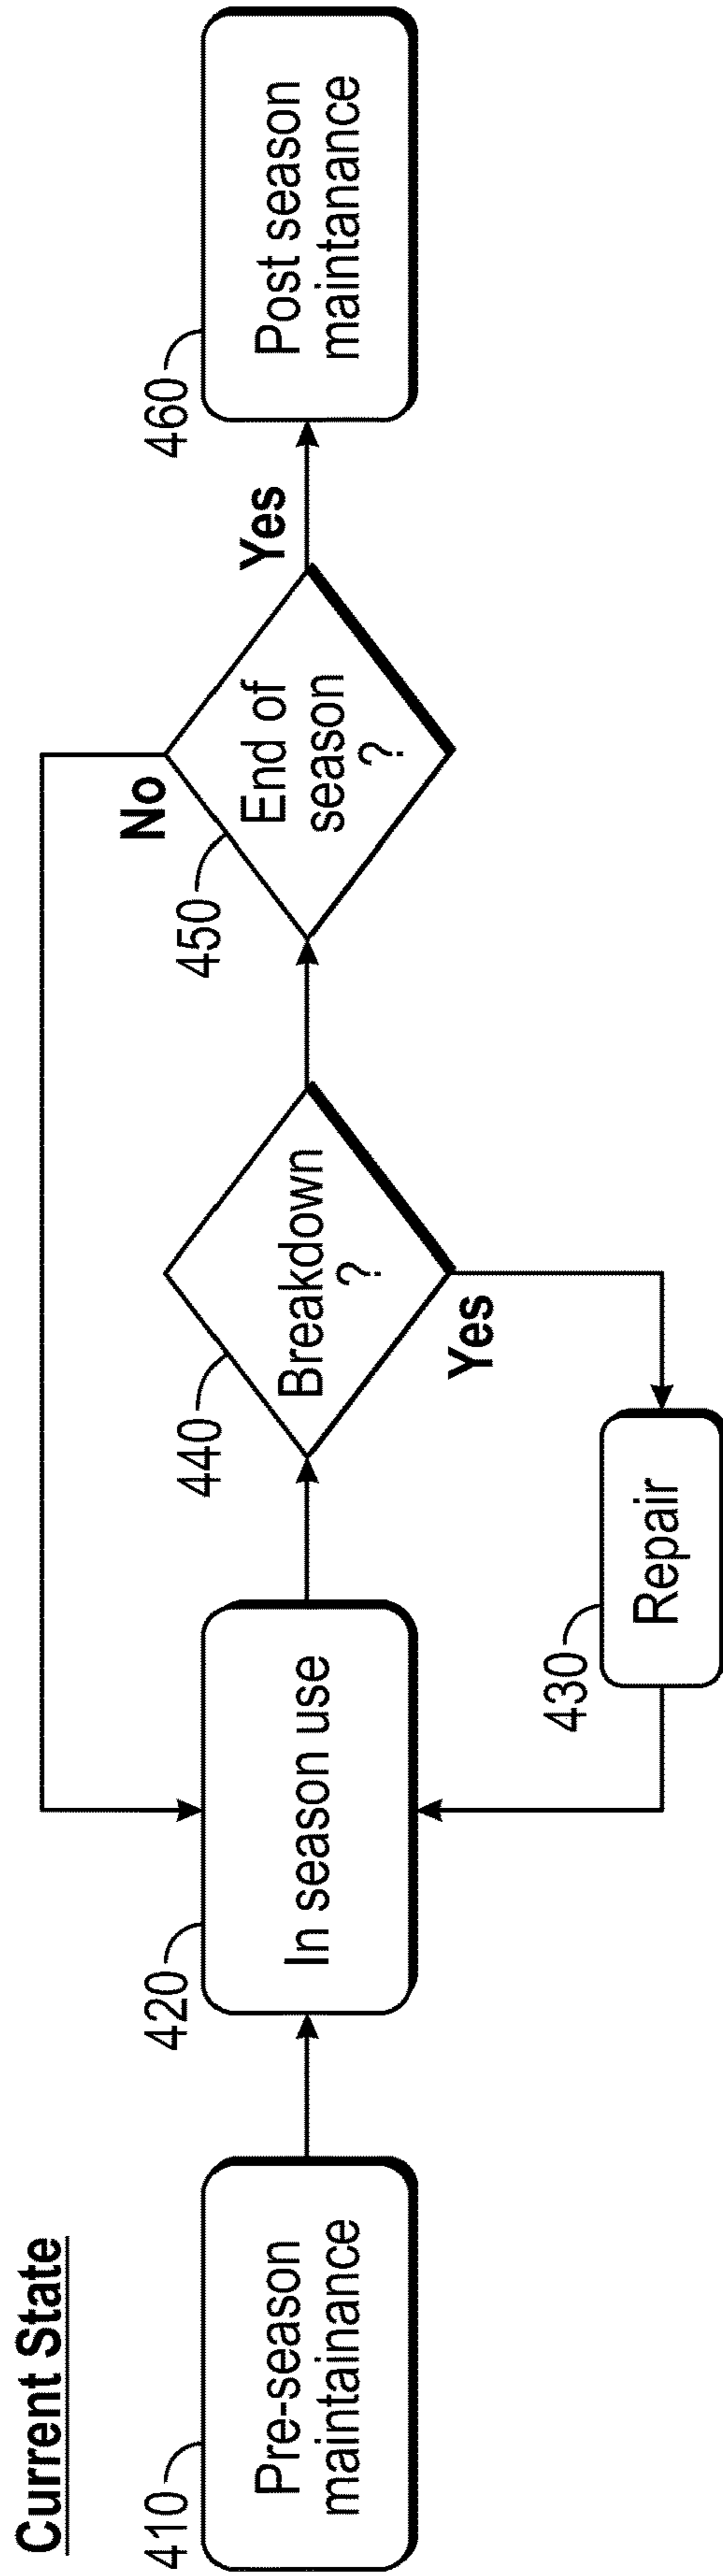 Current State
410
Pre-season
maintainance
420
In season use
430
Repair
440
Breakdown
?
Yes
450
End of
season
?
No
Yes
460
Post season
maintanance